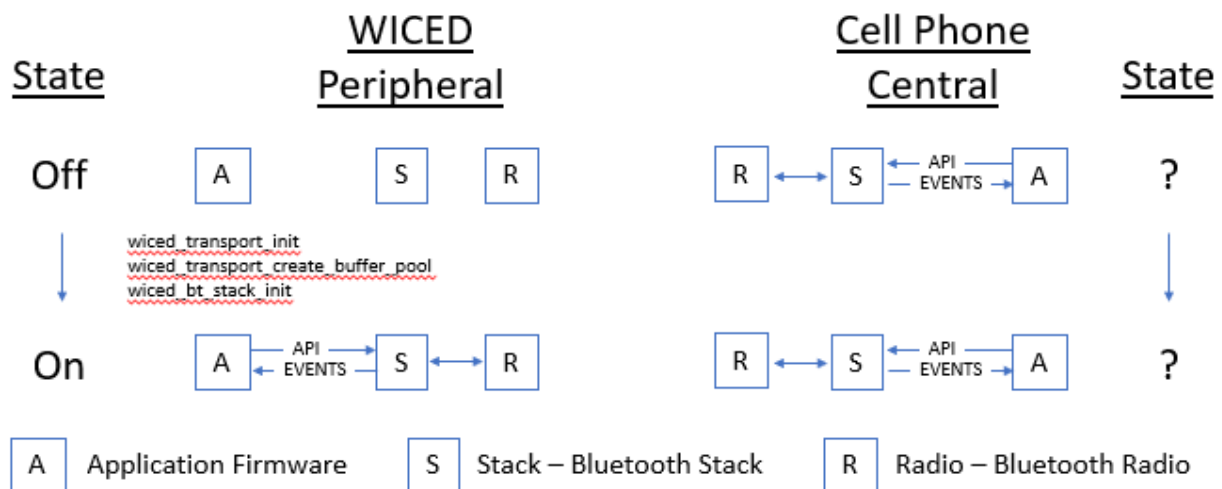 WICED
Peripheral
Cell Phone
Central
State
State
Off
A
S
R
R
S
API
EVENTS
A
?
wiced_transport_init
wiced_transport_create_buffer_pool
wiced_bt_stack_init
On
A
API
EVENTS
S
R
R
S
API
EVENTS
A
?
A Application Firmware
S Stack – Bluetooth Stack
R Radio – Bluetooth Radio